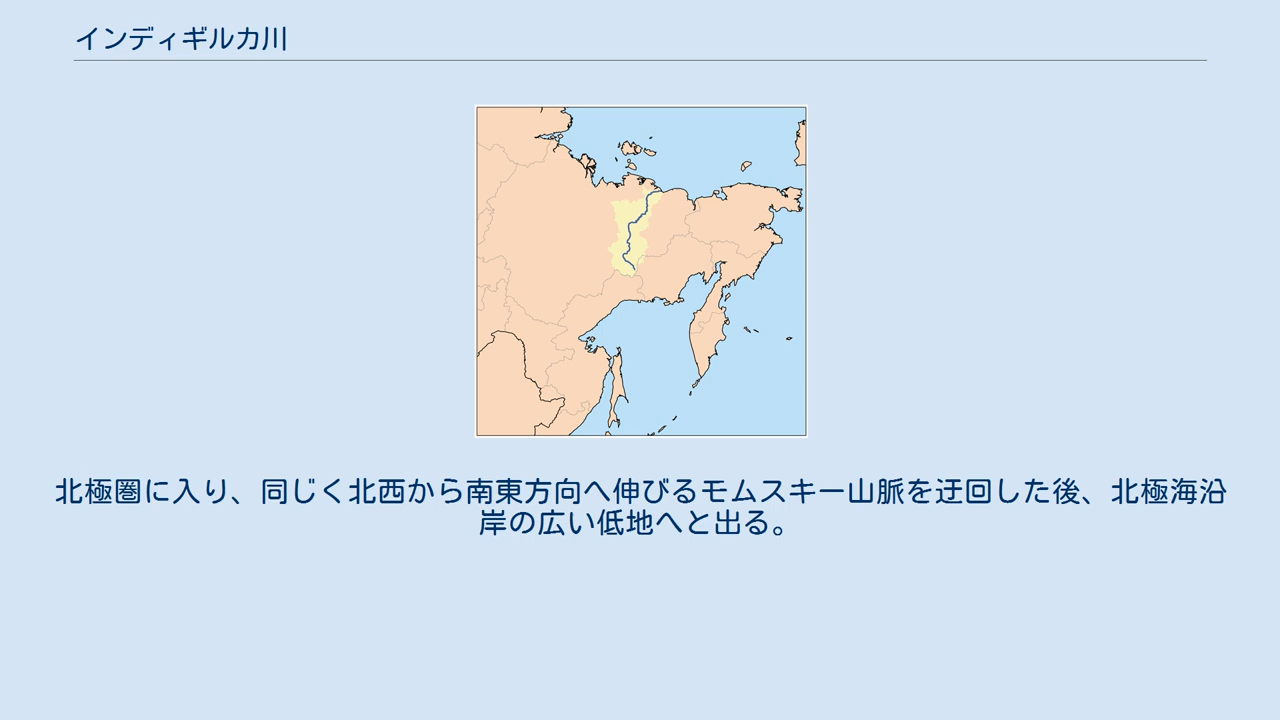 インディギルカ川
北極圏に入り、同じく北西から南東方向へ伸びるモムスキー山脈を迂回した後、北極海沿
岸の広い低地へと出る。